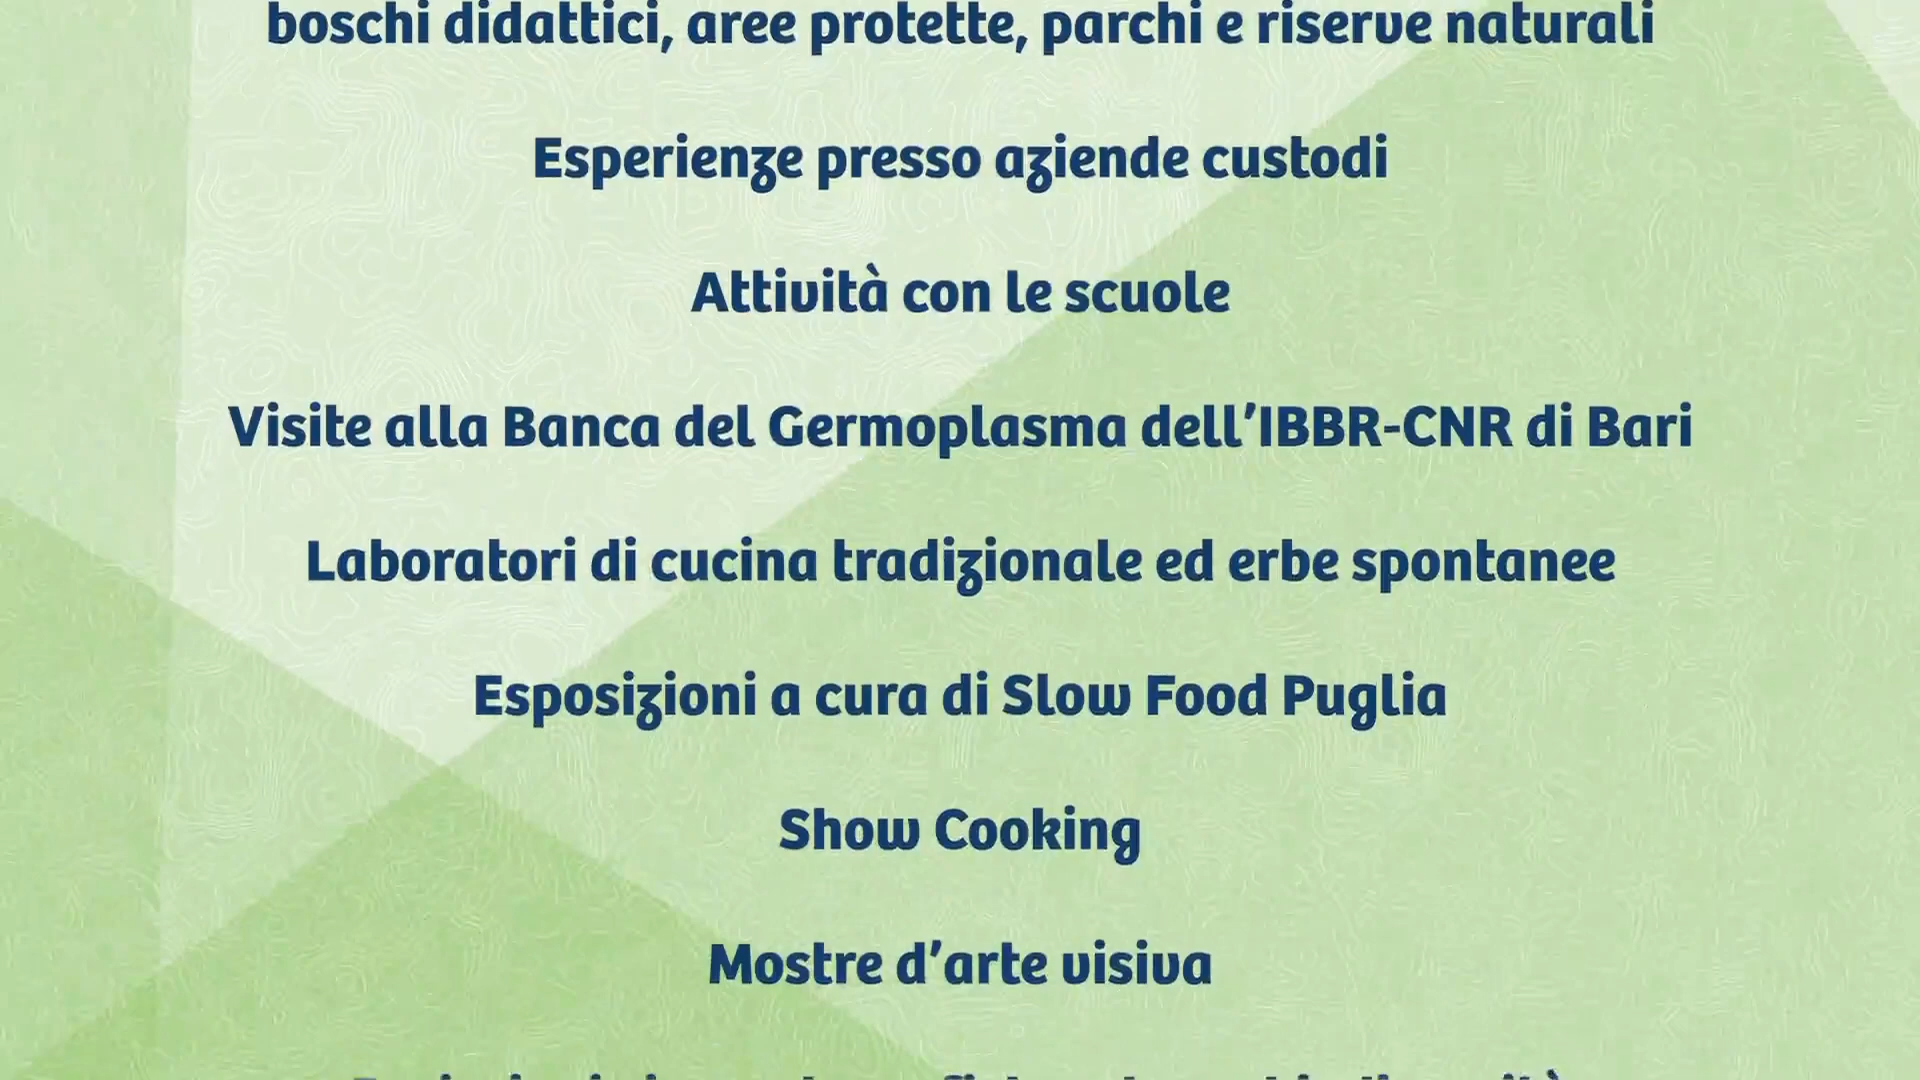 boschi didattici, aree protette, parchi e riserve naturali
Esperienze presso aziende custodi
Attività con le scuole
Visite alla Banca del Germoplasma dell’IBBR-CNR di Bari
Laboratori di cucina tradizionale ed erbe spontanee
Esposizioni a cura di Slow Food Puglia
Show Cooking
Mostre d’arte visiva